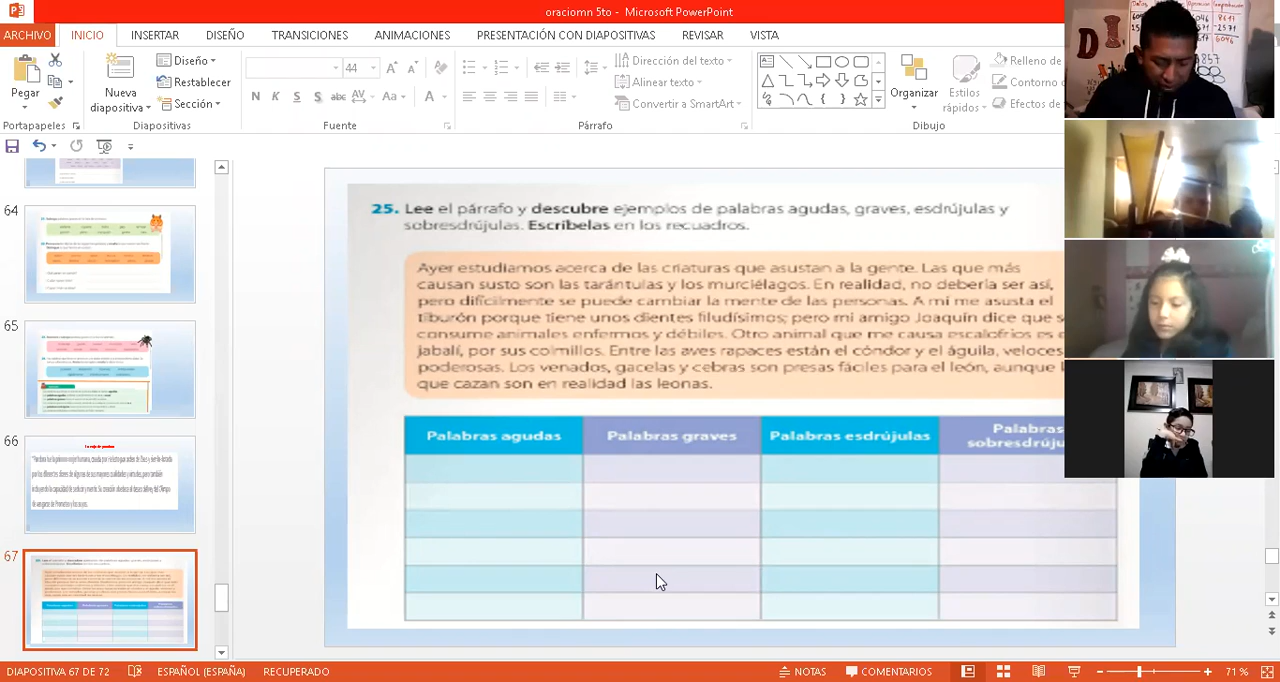 oraciomn 5to - Microsoft PowerPoint
ARCHIVO INICIO INSERTAR DISEÑO TRANSICIONES ANIMACIONES PRESENTACIÓN CON DIAPOSITIVAS REVISAR VISTA
Pegar
Nueva
diapositiva
Diseño
Restablecer
Sección
44
N K S S abc AV Aa A
Dirección del texto
Alinear texto
Convertir a SmartArt
Organizar
Estilos
rápidos
Relleno de
Contorno
Efectos de
Portapapeles Diapositivas Fuente Párrafo Dibujo
64
65
66
67
25. Lee el párrafo y descubre ejemplos de palabras agudas, graves, esdrújulas y
sobresdrújulas. Escríbelas en los recuadros.
Ayer estudiamos acerca de las criaturas que asustan a la gente. Las que más
causan susto son las tarántulas y los murciélagos. En realidad, no debería ser así,
pero difícilmente se puede cambiar la mente de las personas. A mí me asusta el
tiburón porque tiene unos dientes filudísimos; pero mi amigo Joaquín dice que s
consume animales enfermos y débiles. Otro animal que me causa escalofríos es e
jabalí, por sus colmillos. Entre las aves rapaces están el cóndor y el águila, veloces
poderosas. Los venados, gacelas y cebras son presas fáciles para el león, aunque l
que cazan son en realidad las leonas.
Palabras agudas Palabras graves Palabras esdrújulas Palabras
sobresdrúju
DIAPOSITIVA 67 DE 72 ESPAÑOL (ESPAÑA) RECUPERADO NOTAS COMENTARIOS 71 %